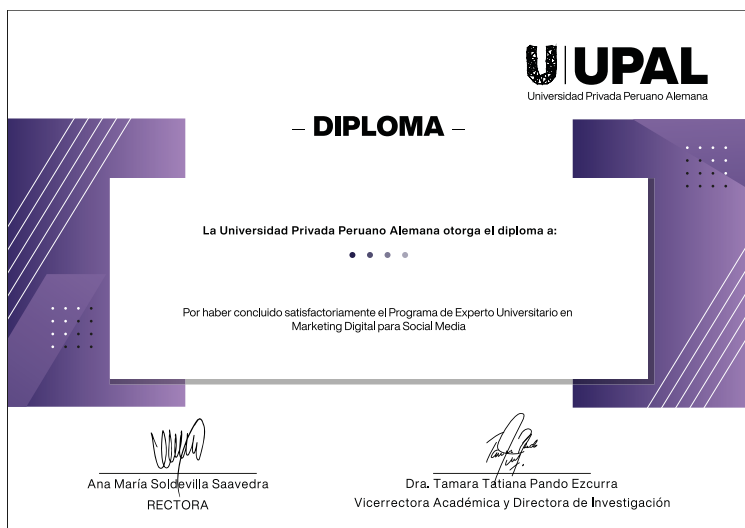 UPAL
Universidad Privada Peruano Alemana
– DIPLOMA –
La Universidad Privada Peruano Alemana otorga el diploma a:
Por haber concluido satisfactoriamente el Programa de Experto Universitario en
Marketing Digital para Social Media
Ana María Soldevilla Saavedra
RECTORA
Dra. Tamara Tatiana Pando Ezcurra
Vicerrectora Académica y Directora de Investigación